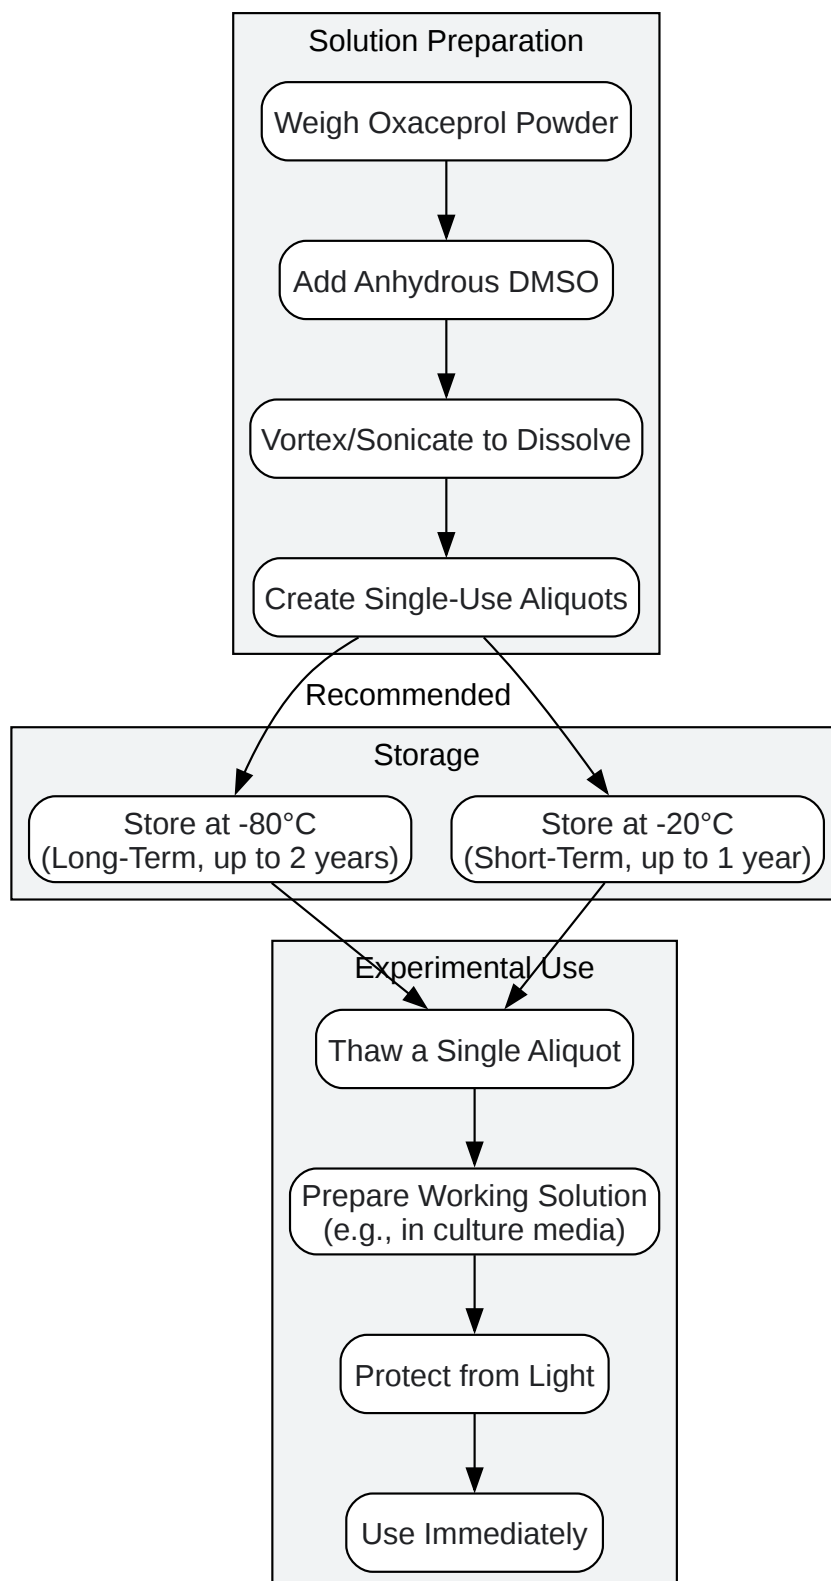 Solution Preparation
Weigh Oxaceprol Powder
Add Anhydrous DMSO
Vortex/Sonicate to Dissolve
Create Single-Use Aliquots
Recommended
Storage
Store at -80°C
(Long-Term, up to 2 years)
Store at -20°C
(Short-Term, up to 1 year)
Experimental Use
Thaw a Single Aliquot
Prepare Working Solution
(e.g., in culture media)
Protect from Light
Use Immediately